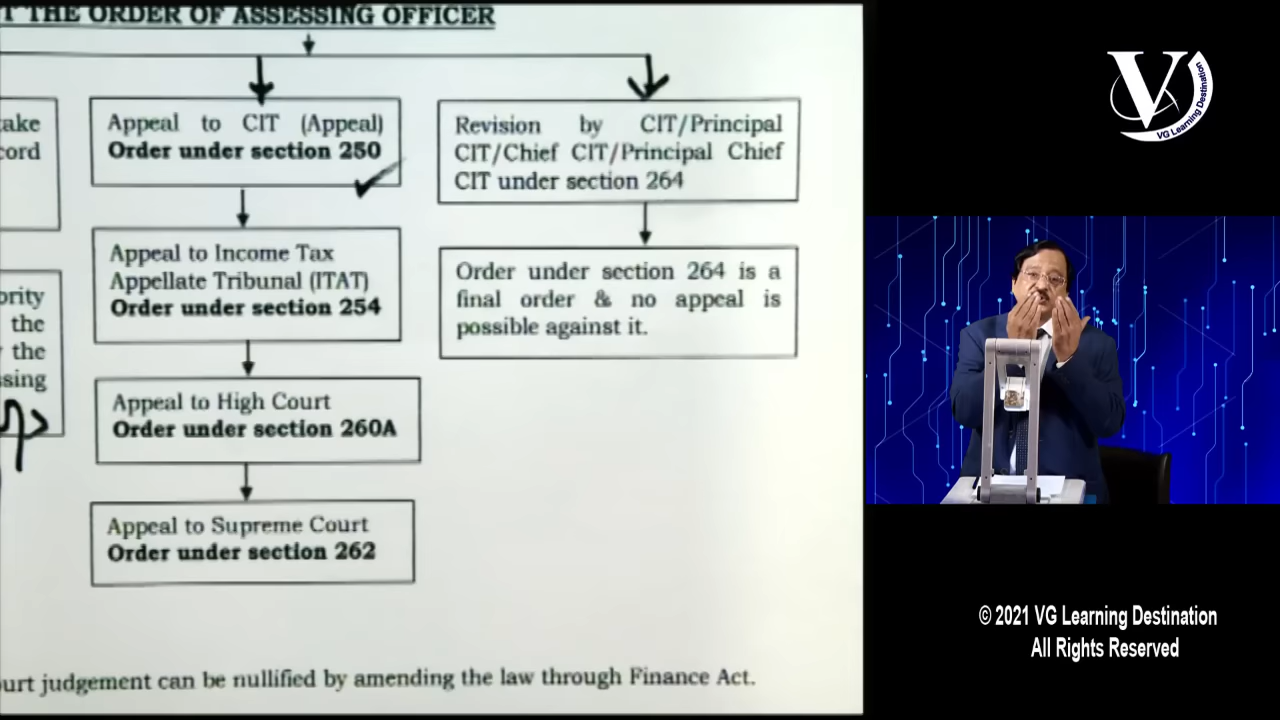 THE ORDER OF ASSESSING OFFICER
ake
cord
Appeal to CIT (Appeal)
Order under section 250
Revision by CIT/Principal
CIT/Chief CIT/Principal Chief
CIT under section 264
Appeal to Income Tax
Appellate Tribunal (ITAT)
Order under section 254
Order under section 264 is a
final order & no appeal is
possible against it.
ority
the
the
ssing
Appeal to High Court
Order under section 260A
Appeal to Supreme Court
Order under section 262
urt judgement can be nullified by amending the law through Finance Act.
V
VG Learning Destination
© 2021 VG Learning Destination
All Rights Reserved